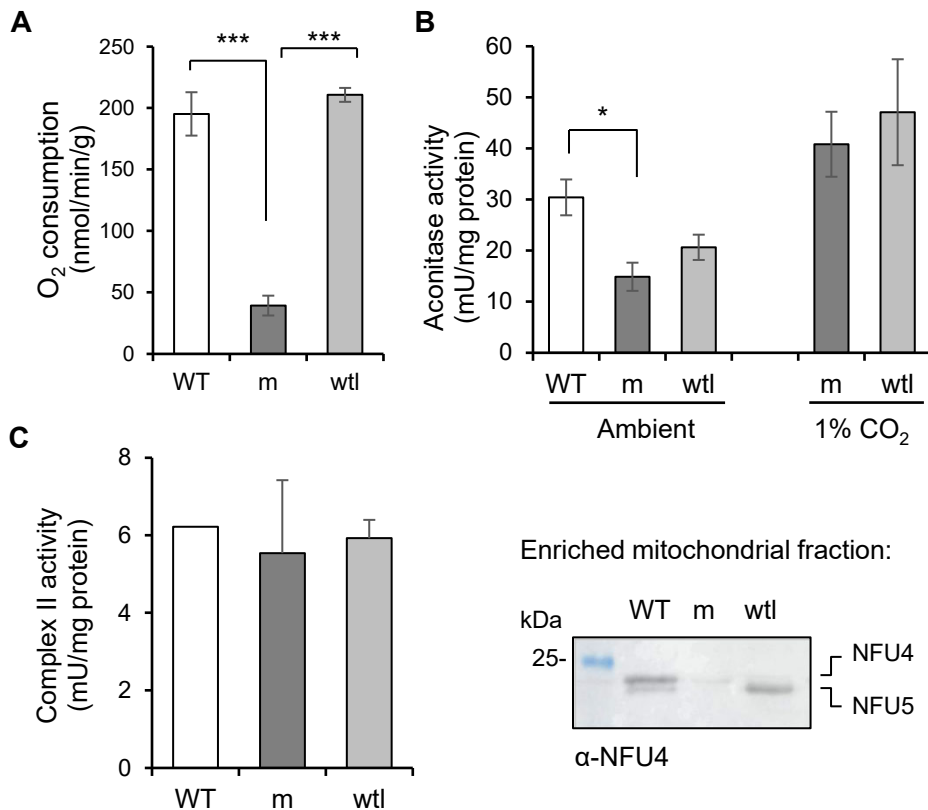 A
O2 consumption
(nmol/min/g)
250
200
150
100
50
0
*** ***
WT m wtl
B
Aconitase activity
(mU/mg protein)
60
50
40
30
20
10
0
*
WT m wtl m wtl
Ambient 1% CO2
C
Complex II activity
(mU/mg protein)
8
6
4
2
0
WT m wtl
Enriched mitochondrial fraction:
kDa WT m wtl
25-
NFU4
NFU5
α-NFU4